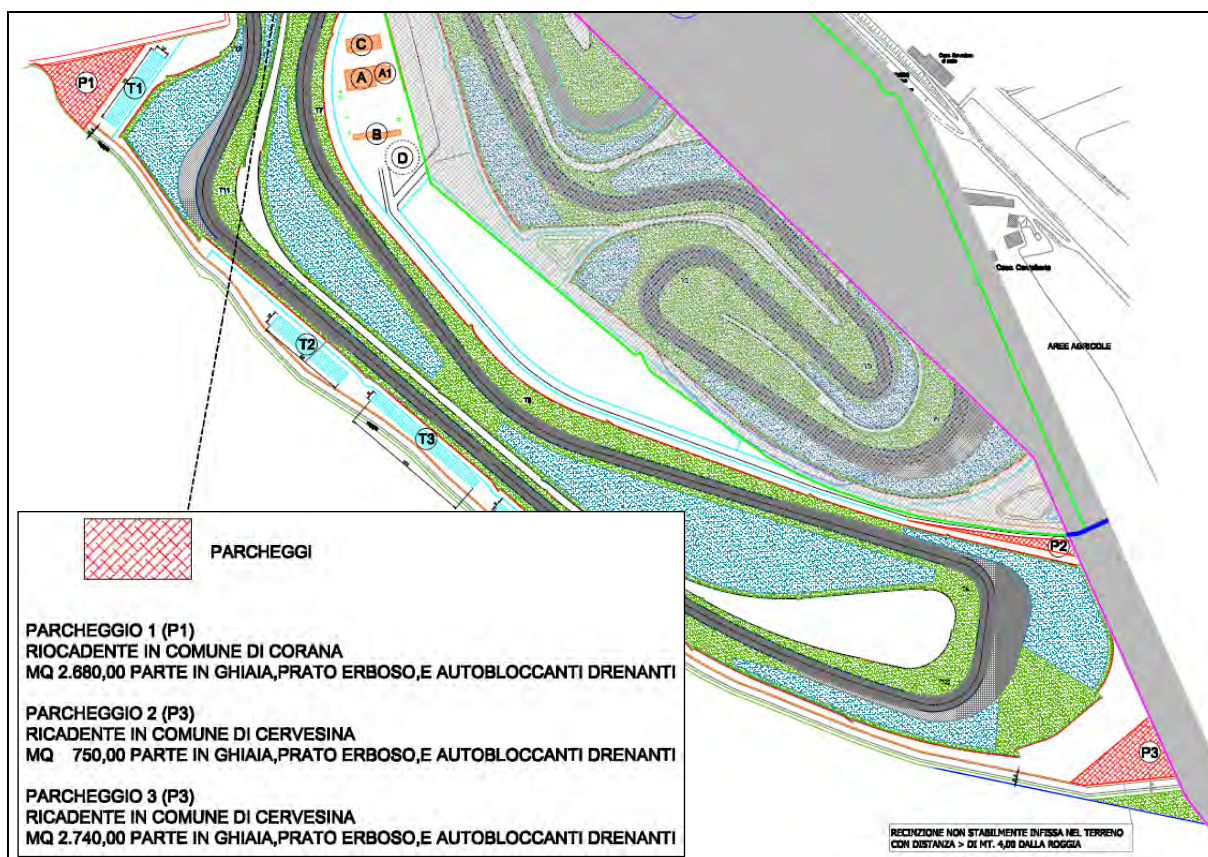 C
A
A1
B
D
P1
T1
T2
T3
P2
P3
AREE AGRICOLE
PARCHEGGI
PARCHEGGIO 1 (P1)
RIOCADENTE IN COMUNE DI CORANA
MQ 2.680,00 PARTE IN GHIAIA,PRATO ERBOSO,E AUTOBLOCCANTI DRENANTI
PARCHEGGIO 2 (P3)
RICADENTE IN COMUNE DI CERVESINA
MQ 750,00 PARTE IN GHIAIA,PRATO ERBOSO,E AUTOBLOCCANTI DRENANTI
PARCHEGGIO 3 (P3)
RICADENTE IN COMUNE DI CERVESINA
MQ 2.740,00 PARTE IN GHIAIA,PRATO ERBOSO,E AUTOBLOCCANTI DRENANTI
RECINZIONE NON STABILMENTE INFISSA NEL TERRENO
CON DISTANZA > DI MT. 4,00 DALLA ROGGIA